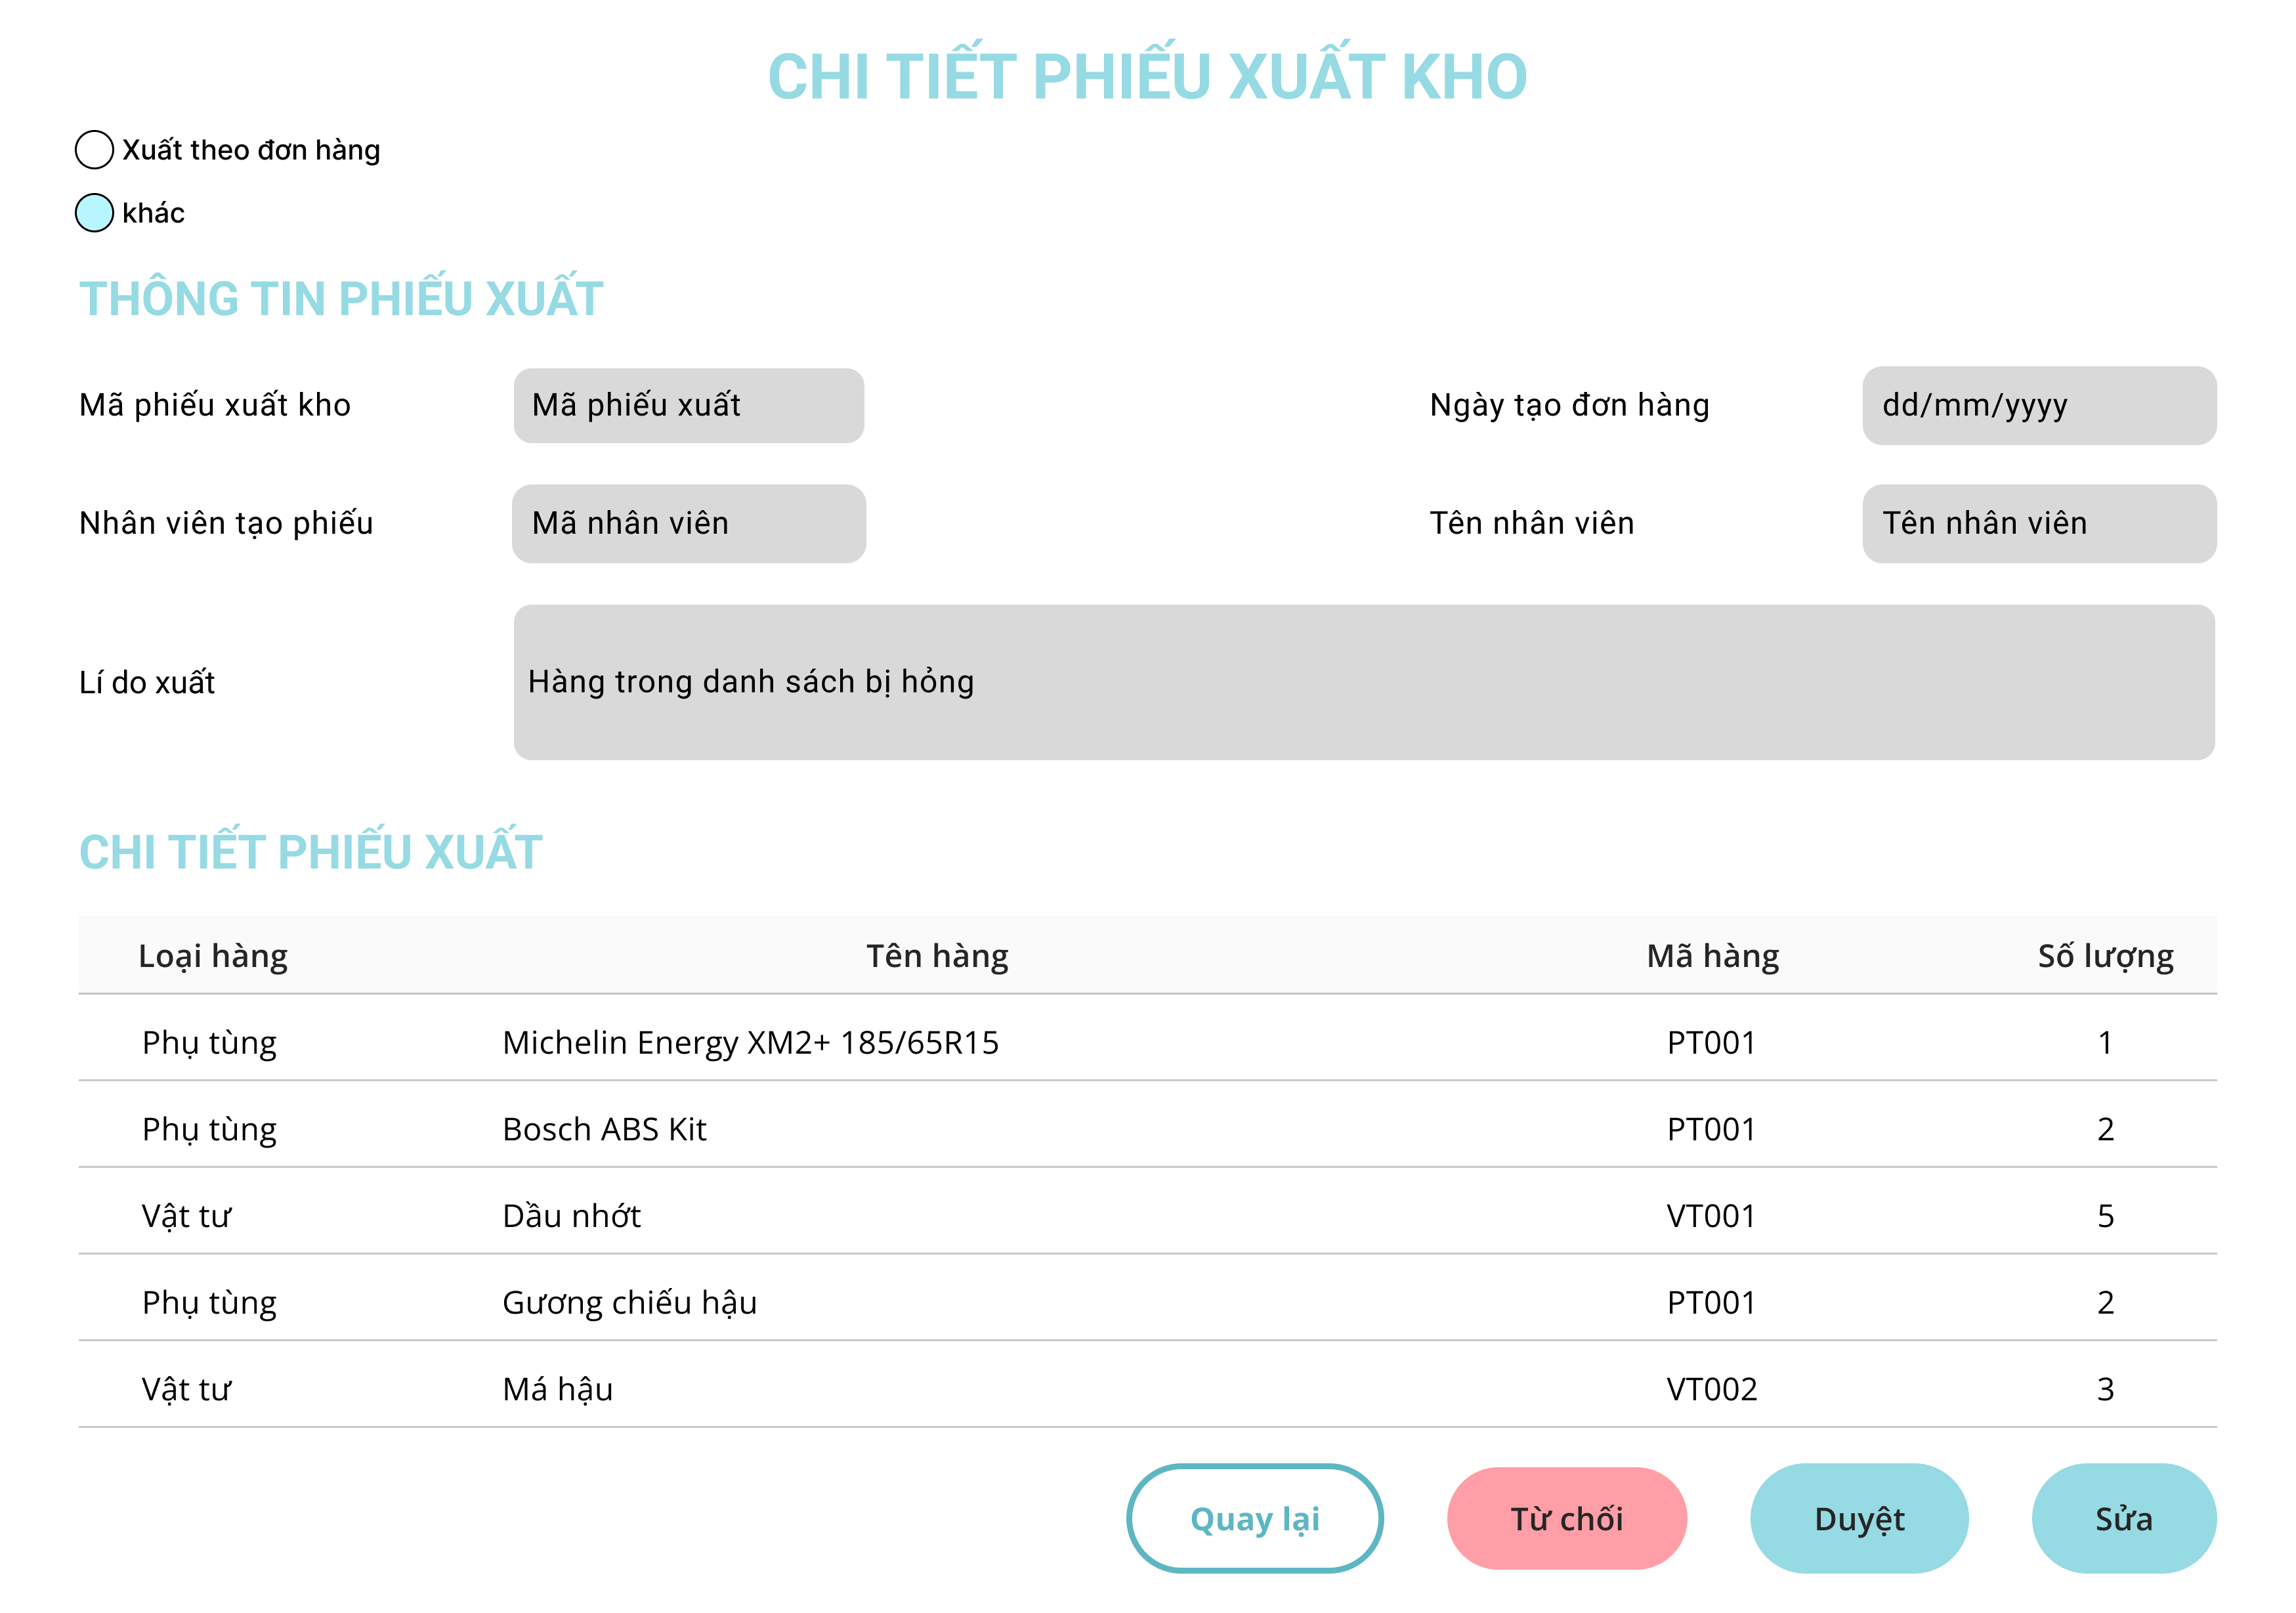 CHI TIẾT PHIẾU XUẤT KHO
Xuất theo đơn hàng
khác
THÔNG TIN PHIẾU XUẤT
Mã phiếu xuất kho Mã phiếu xuất Ngày tạo đơn hàng dd/mm/yyyy
Nhân viên tạo phiếu Mã nhân viên Tên nhân viên Tên nhân viên
Lí do xuất Hàng trong danh sách bị hỏng
CHI TIẾT PHIẾU XUẤT
Loại hàng Tên hàng Mã hàng Số lượng
Phụ tùng Michelin Energy XM2+ 185/65R15 PT001 1
Phụ tùng Bosch ABS Kit PT001 2
Vật tư Dầu nhớt VT001 5
Phụ tùng Gương chiếu hậu PT001 2
Vật tư Má hậu VT002 3
Quay lại Từ chối Duyệt Sửa